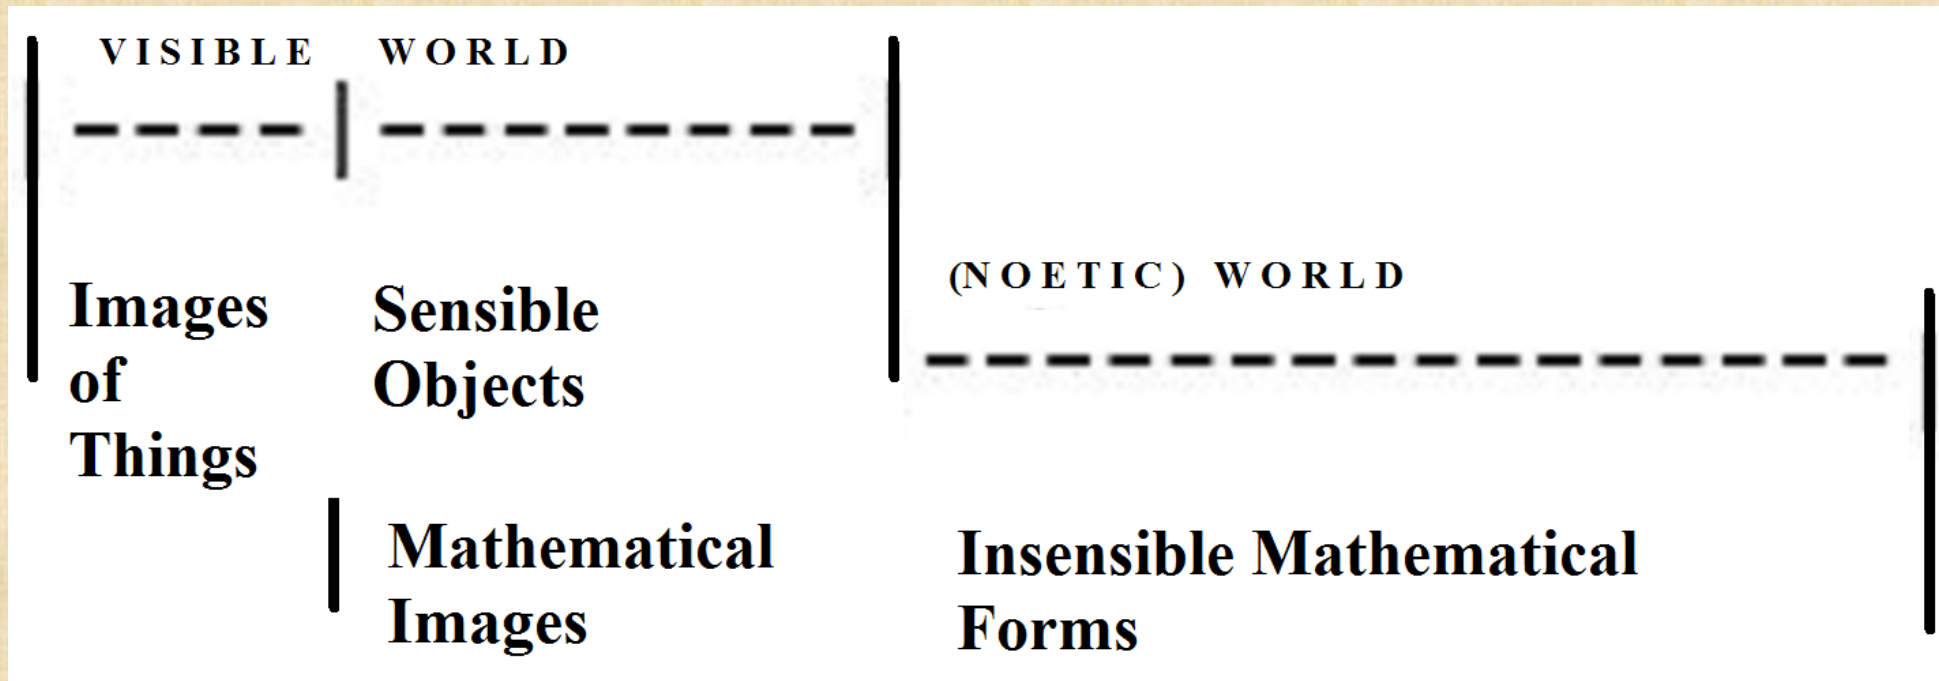 VISIBLE WORLD
Images
of
Things
Sensible
Objects
(NOETIC) WORLD
Mathematical
Images
Insensible Mathematical
Forms